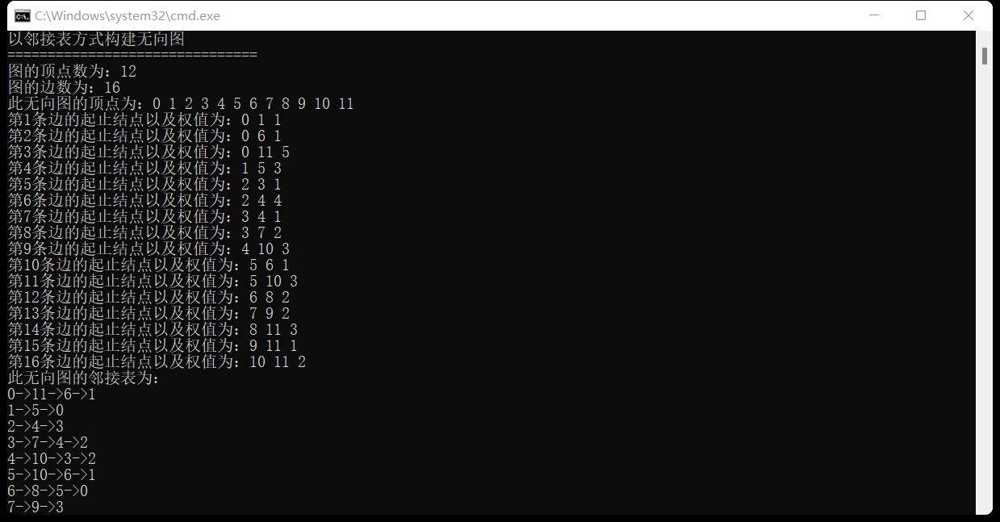 C:\Windows\system32\cmd.exe
以邻接表方式构建无向图
===============================
图的顶点数为：12
图的边数为：16
此无向图的顶点为：0 1 2 3 4 5 6 7 8 9 10 11
第1条边的起止结点以及权值为：0 1 1
第2条边的起止结点以及权值为：0 6 1
第3条边的起止结点以及权值为：0 11 5
第4条边的起止结点以及权值为：1 5 3
第5条边的起止结点以及权值为：2 3 1
第6条边的起止结点以及权值为：2 4 4
第7条边的起止结点以及权值为：3 4 1
第8条边的起止结点以及权值为：3 7 2
第9条边的起止结点以及权值为：4 10 3
第10条边的起止结点以及权值为：5 6 1
第11条边的起止结点以及权值为：5 10 3
第12条边的起止结点以及权值为：6 8 2
第13条边的起止结点以及权值为：7 9 2
第14条边的起止结点以及权值为：8 11 3
第15条边的起止结点以及权值为：9 11 1
第16条边的起止结点以及权值为：10 11 2
此无向图的邻接表为：
0->11->6->1
1->5->0
2->4->3
3->7->4->2
4->10->3->2
5->10->6->1
6->8->5->0
7->9->3